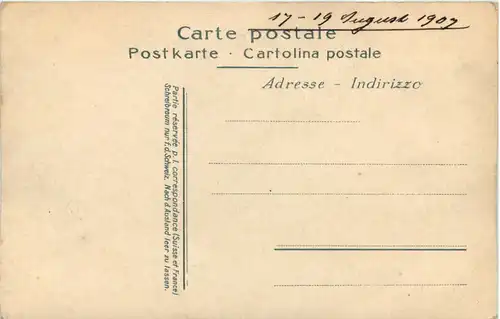 17 - 19 August 1907
Carte postale
Postkarte · Cartolina postale
Adresse – Indirizzo
Partie réservée p. l. correspondance (Suisse et France)
Schreibraum nur f. d. Schweiz. Nach d. Ausland leer zu lassen.